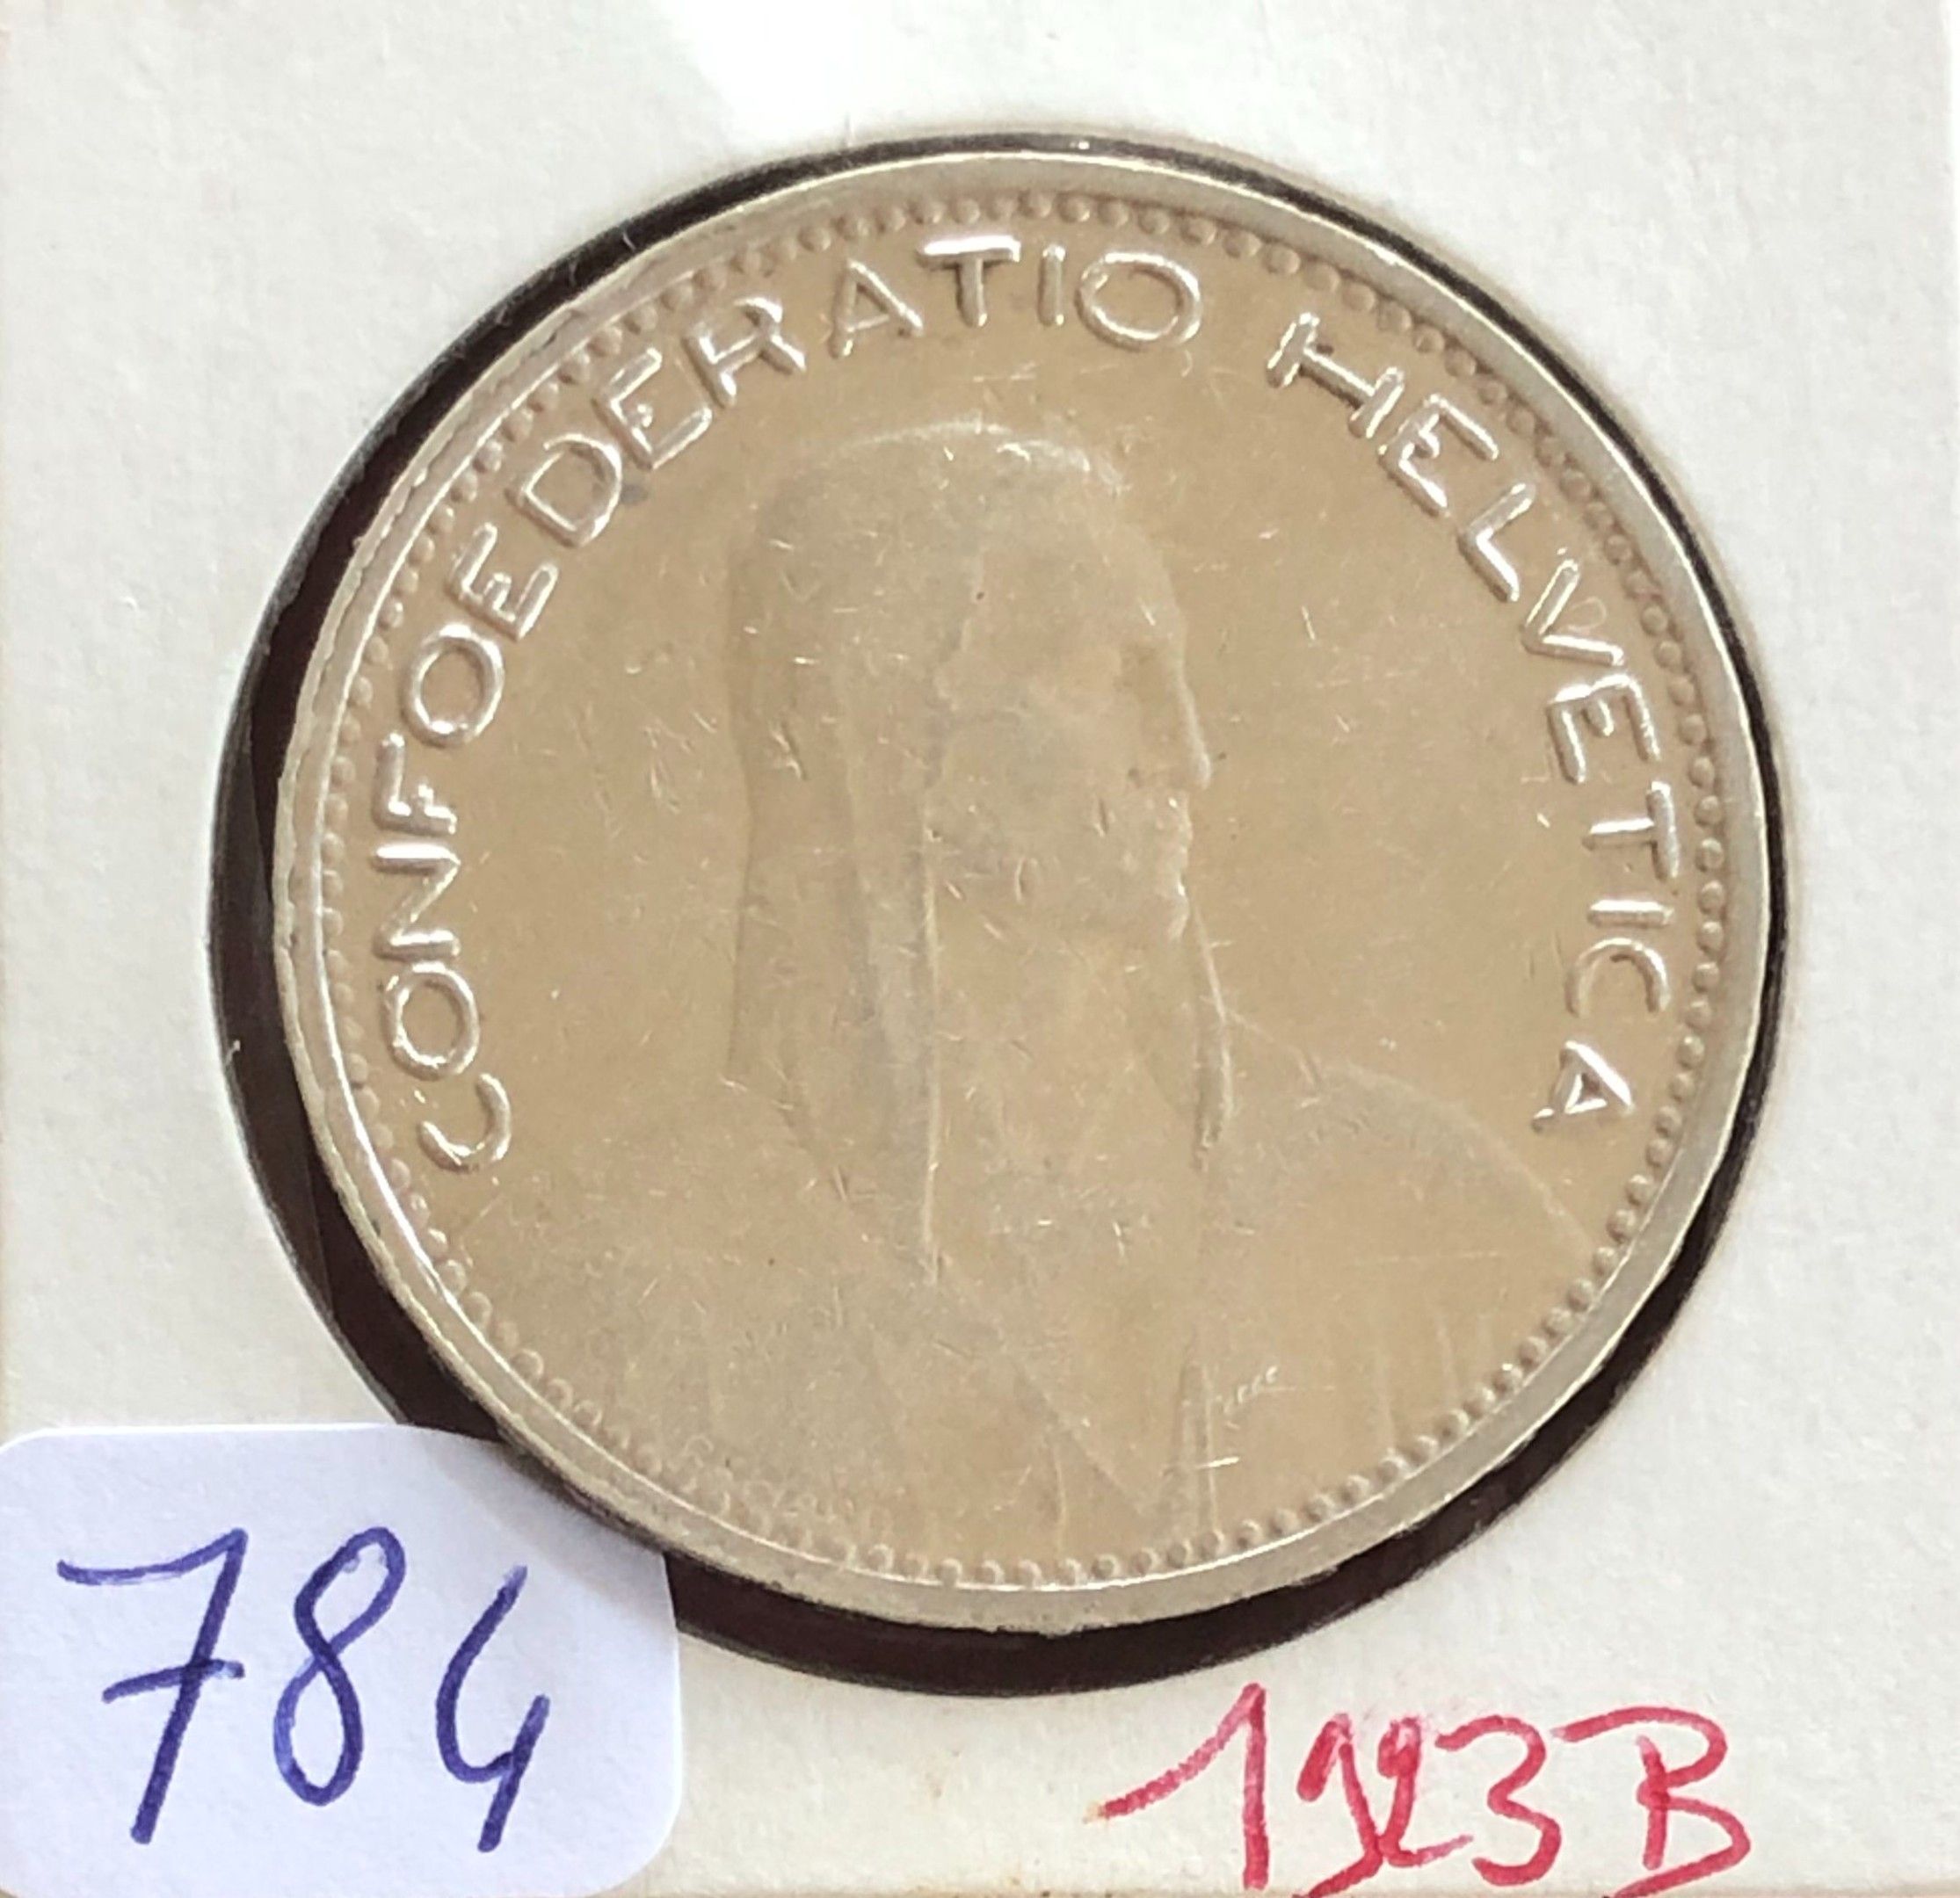 CONFOEDERATIO HELVETICA
784
1923B